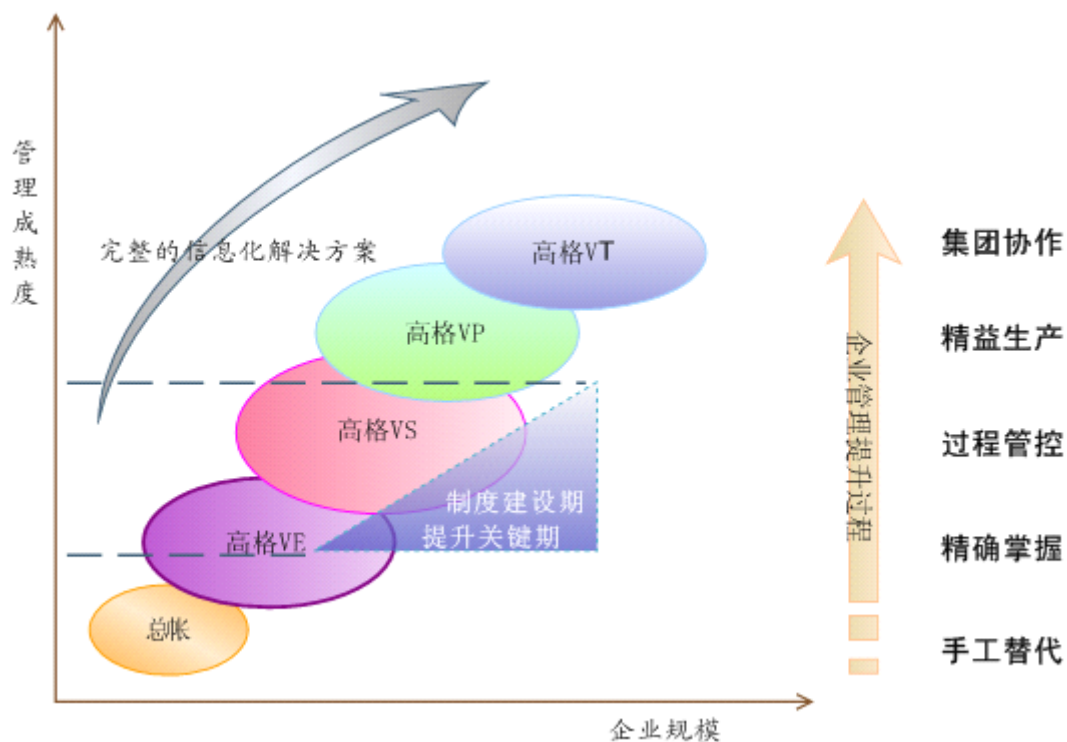 管理成熟度
完整的信息化解决方案
高格VT
高格VP
高格VS
制度建设期
提升关键期
高格VE
总帐
企业规模
企业管理提升过程
集团协作
精益生产
过程管控
精确掌握
手工替代